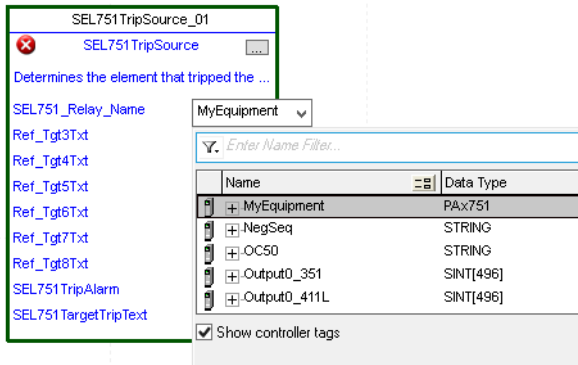 SEL751TripSource_01
SEL751TripSource ...
Determines the element that tripped the ...
SEL751_Relay_Name
MyEquipment
Ref_Tgt3Txt
Ref_Tgt4Txt
Ref_Tgt5Txt
Ref_Tgt6Txt
Ref_Tgt7Txt
Ref_Tgt8Txt
SEL751TripAlarm
SEL751TargetTripText
Enter Name Filter...
Name Data Type
MyEquipment PAx751
NegSeq STRING
OC50 STRING
Output0_351 SINT[496]
Output0_411L SINT[496]
Show controller tags